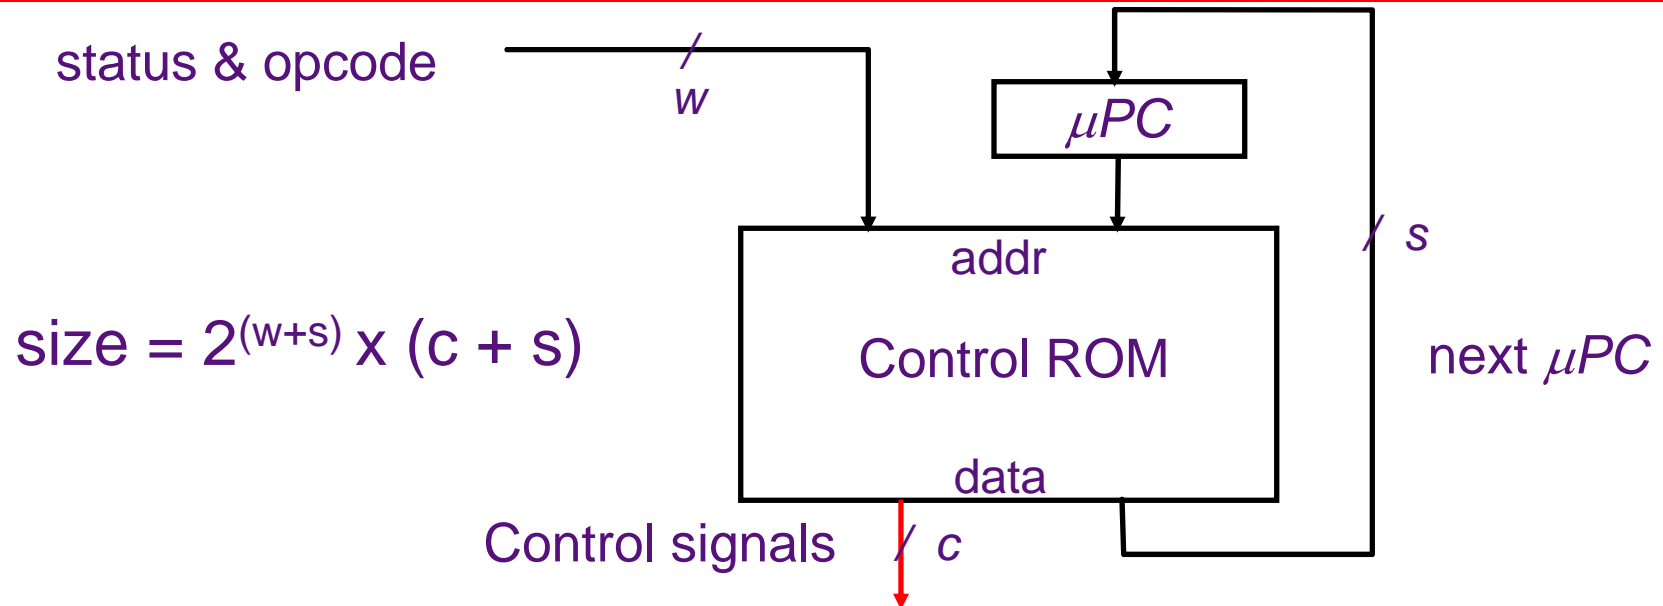 status & opcode
/
w
μPC
addr
/ s
size = 2^(w+s) x (c + s)
Control ROM
next μPC
data
Control signals / c